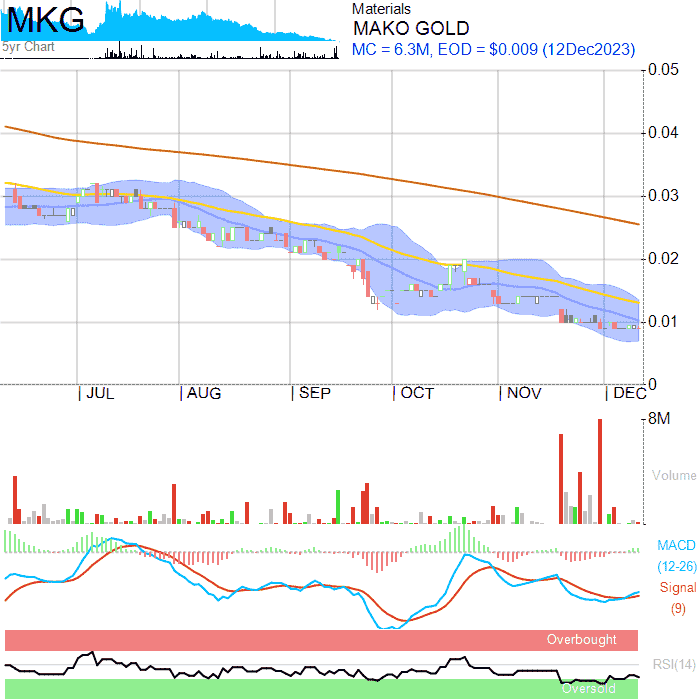 MKG
5yr Chart
Materials
MAKO GOLD
MC = 6.3M, EOD = $0.009 (12Dec2023)
0.05
0.04
0.03
0.02
0.01
0
JUL AUG SEP OCT NOV DEC
8M
Volume
MACD
(12-26)
Signal
(9)
Overbought
RSI(14)
Oversold